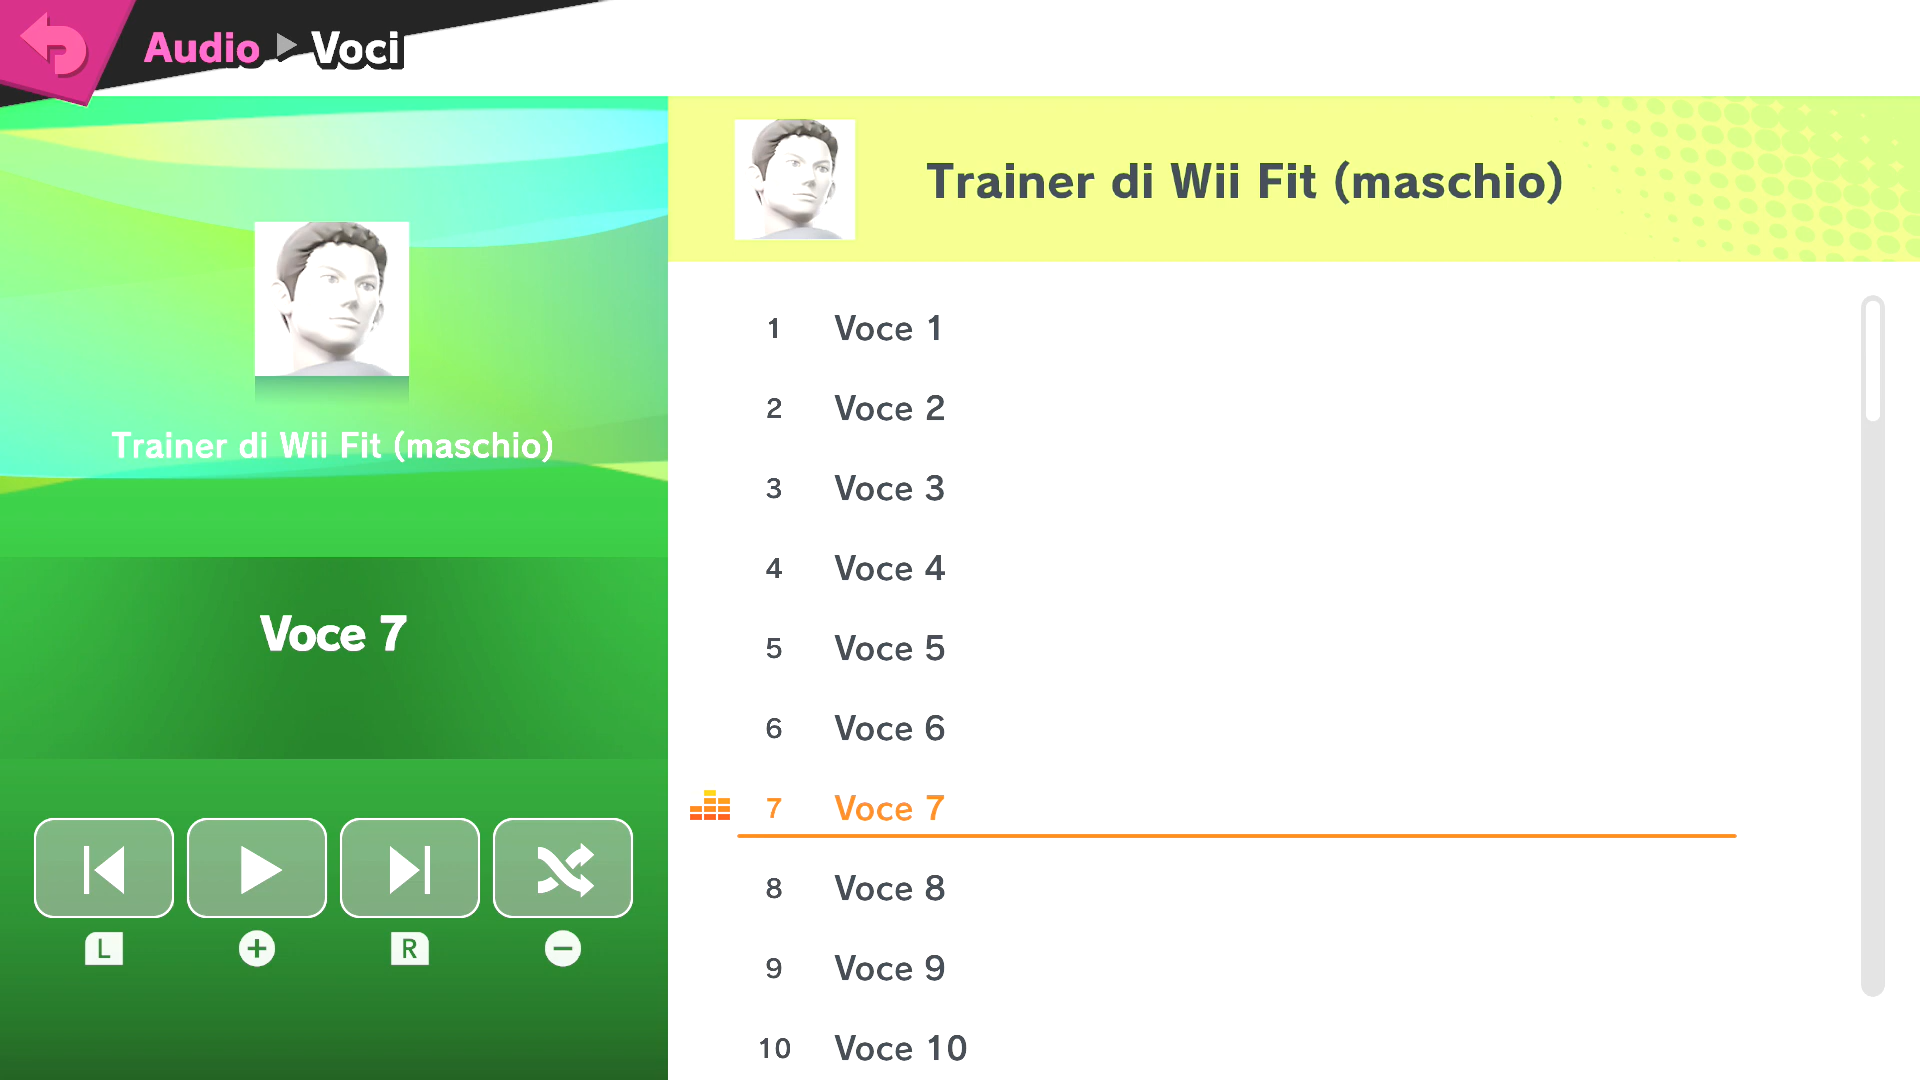 Audio
Voci
Trainer di Wii Fit (maschio)
Voce 7
L
R
Trainer di Wii Fit (maschio)
1 Voce 1
2 Voce 2
3 Voce 3
4 Voce 4
5 Voce 5
6 Voce 6
7 Voce 7
8 Voce 8
9 Voce 9
10 Voce 10